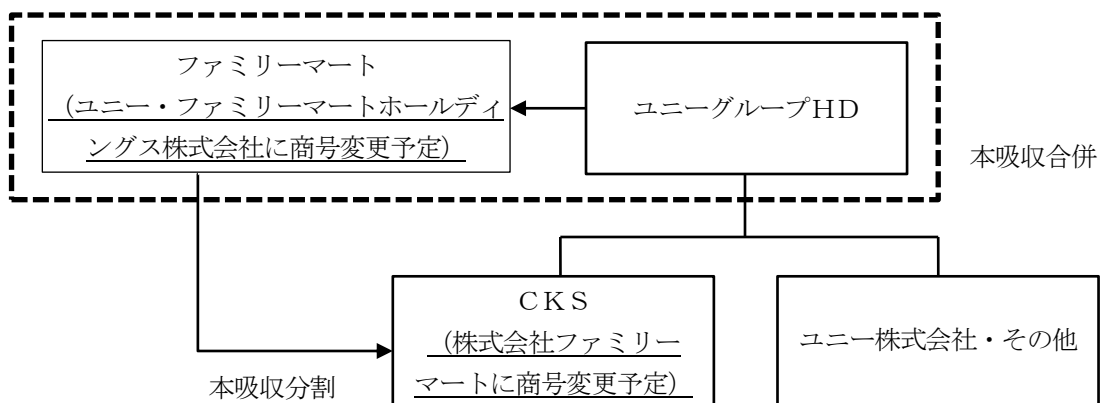 ファミリーマート
（ユニー・ファミリーマートホールディ
ングス株式会社に商号変更予定）
ユニーグループHD
本吸収合併
ＣＫＳ
（株式会社ファミリー
マートに商号変更予定）
ユニー株式会社・その他
本吸収分割